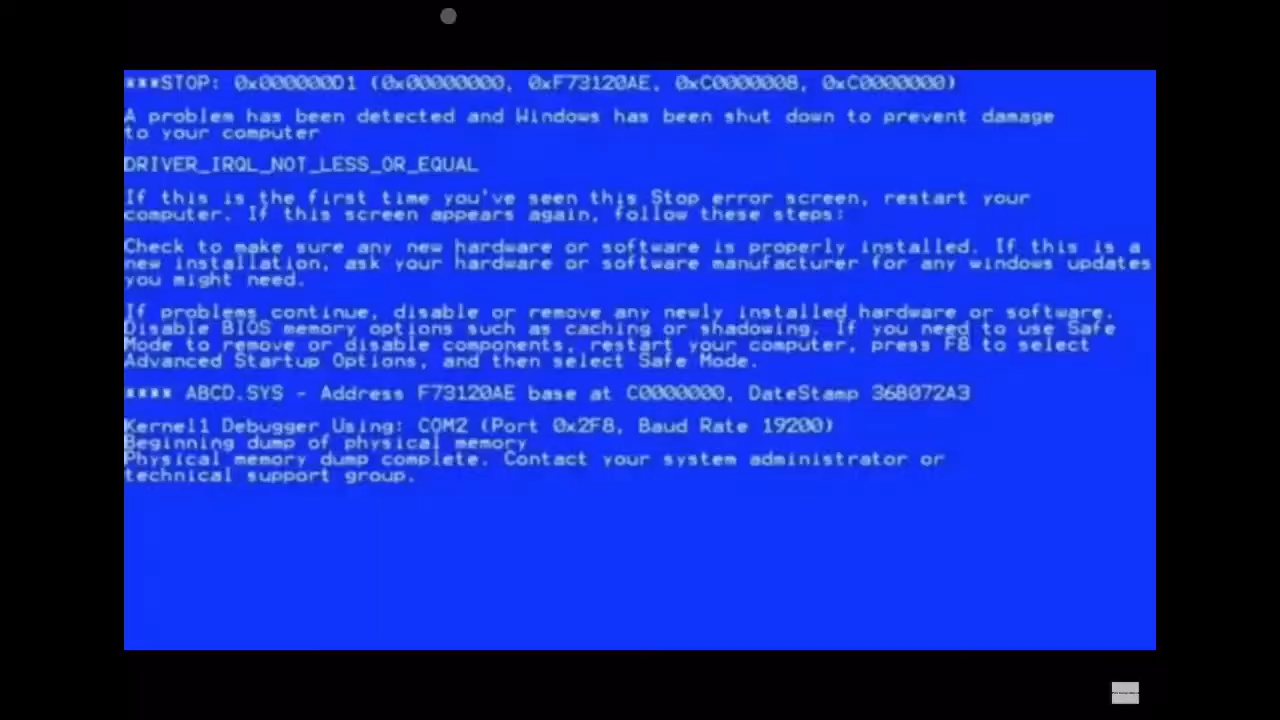 ***STOP: 0x000000D1 (0x00000000, 0xF73120AE, 0xC0000008, 0xC0000000)
A problem has been detected and Windows has been shut down to prevent damage
to your computer
DRIVER_IRQL_NOT_LESS_OR_EQUAL
If this is the first time you've seen this Stop error screen, restart your
computer. If this screen appears again, follow these steps:
Check to make sure any new hardware or software is properly installed. If this is a
new installation, ask your hardware or software manufacturer for any windows updates
you might need.
If problems continue, disable or remove any newly installed hardware or software.
Disable BIOS memory options such as caching or shadowing. If you need to use Safe
Mode to remove or disable components, restart your computer, press F8 to select
Advanced Startup Options, and then select Safe Mode.
**** ABCD.SYS - Address F73120AE base at C0000000, DateStamp 36B072A3
Kernel1 Debugger Using: COM2 (Port 0x2F8, Baud Rate 19200)
Beginning dump of physical memory
Physical memory dump complete. Contact your system administrator or
technical support group.